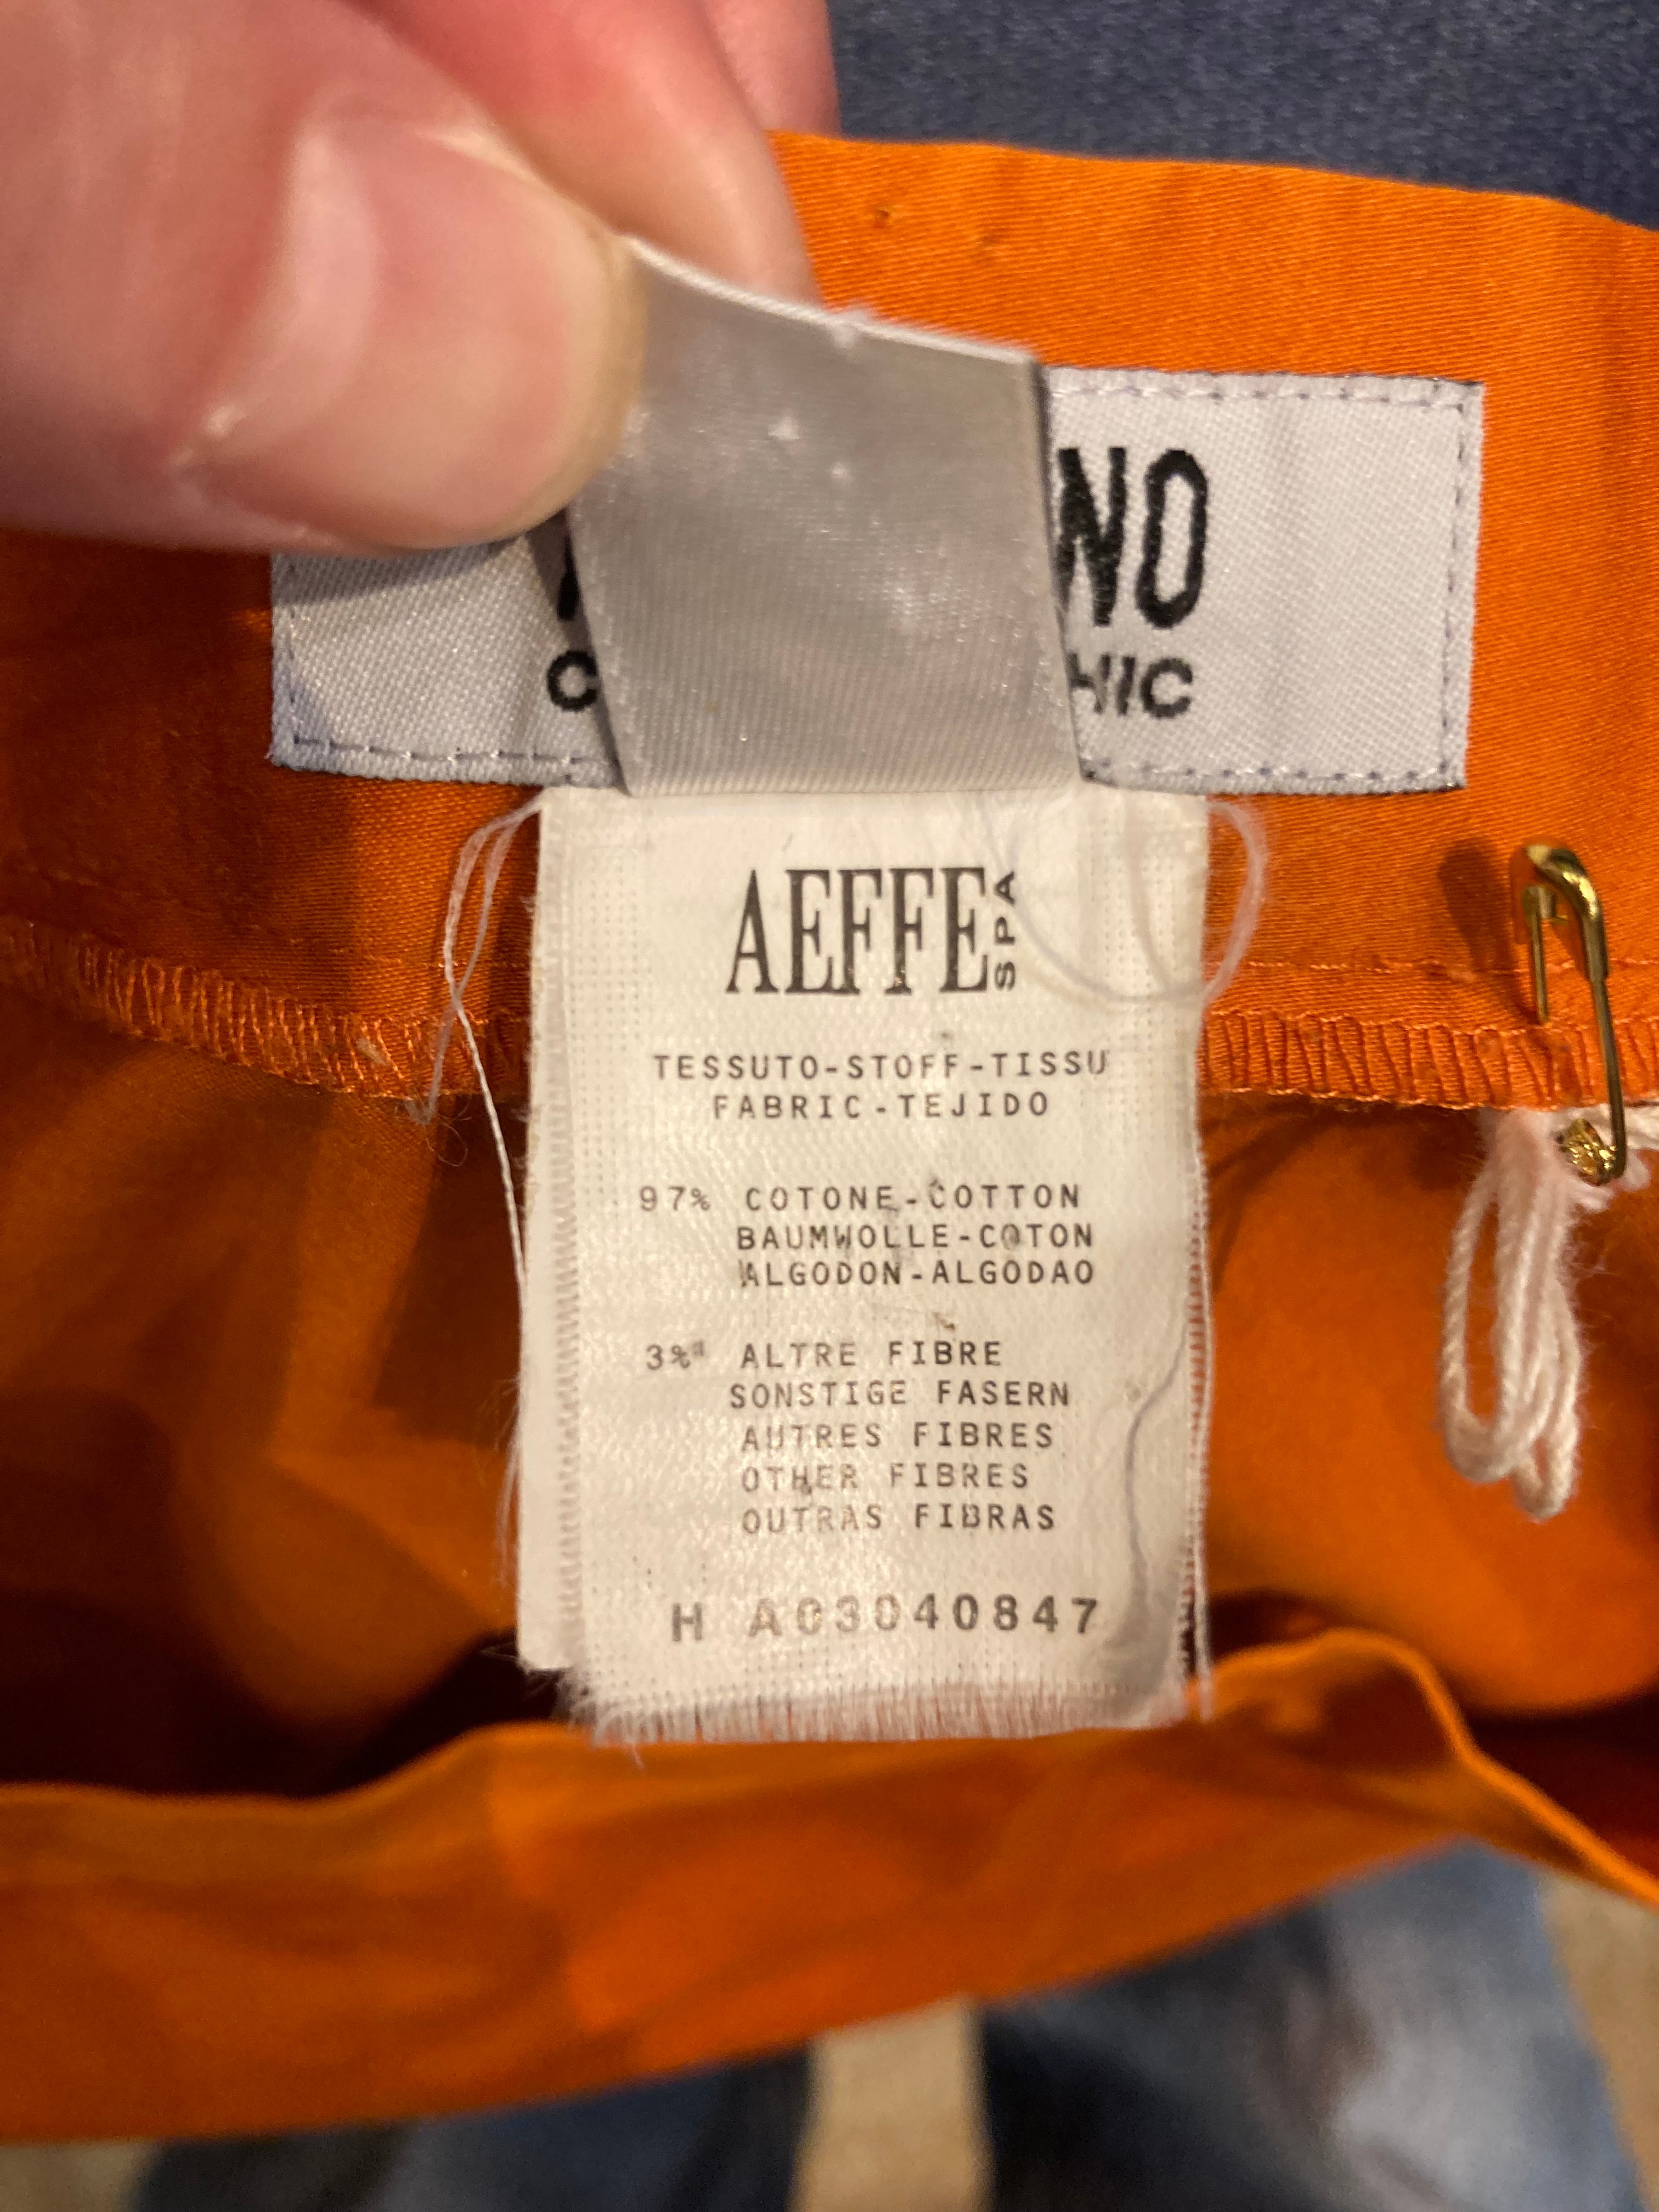 NO
C HIC
AEFFE SPA
TESSUTO-STOFF-TISSU
FABRIC-TEJIDO
97% COTONE-COTTON
BAUMWOLLE-COTON
ALGODON-ALGODAO
3% ALTRE FIBRE
SONSTIGE FASERN
AUTRES FIBRES
OTHER FIBRES
OUTRAS FIBRAS
H A03040847